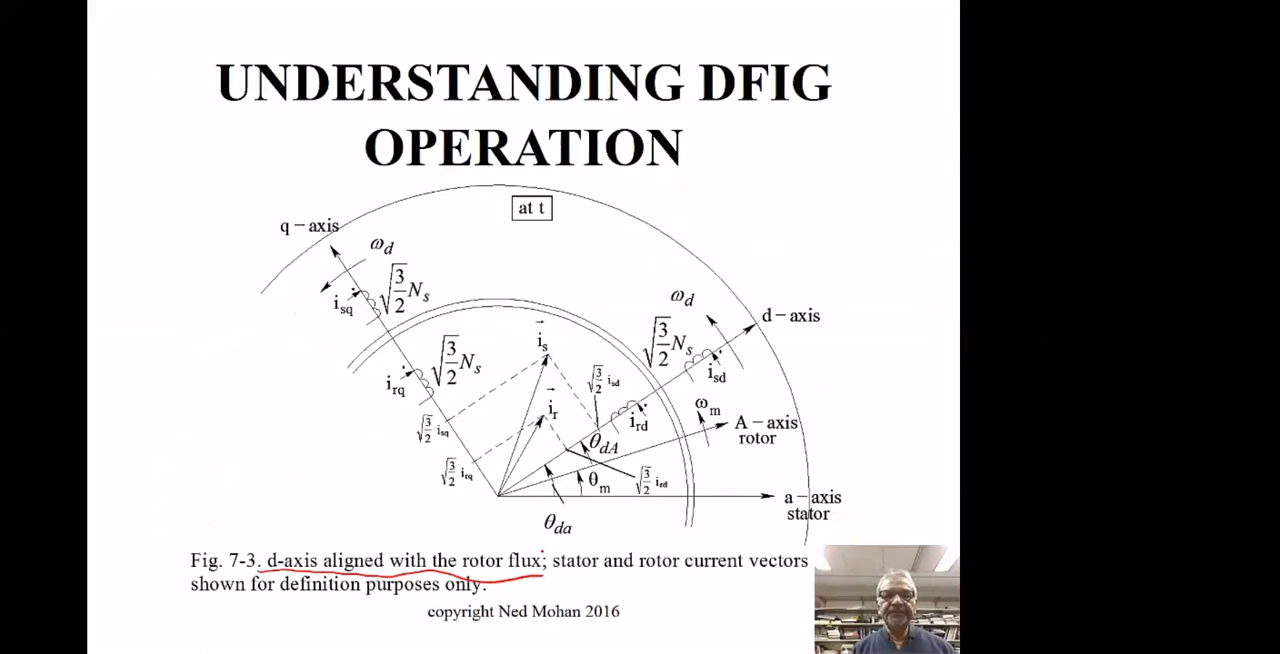 UNDERSTANDING DFIG
OPERATION
at t
q – axis
ω_d
√(3/2) N_s
i_sq
√(3/2) N_s
i_rq
√(3/2) i_sq
√(3/2) i_rq
i_s
i_r
√(3/2) i_sd
ω_d
√(3/2) N_s
i_sd
d – axis
i_rd
ω_m
A – axis
rotor
θ_dA
√(3/2) i_rd
θ_m
θ_da
a – axis
stator
Fig. 7-3. d-axis aligned with the rotor flux; stator and rotor current vectors
shown for definition purposes only.
copyright Ned Mohan 2016